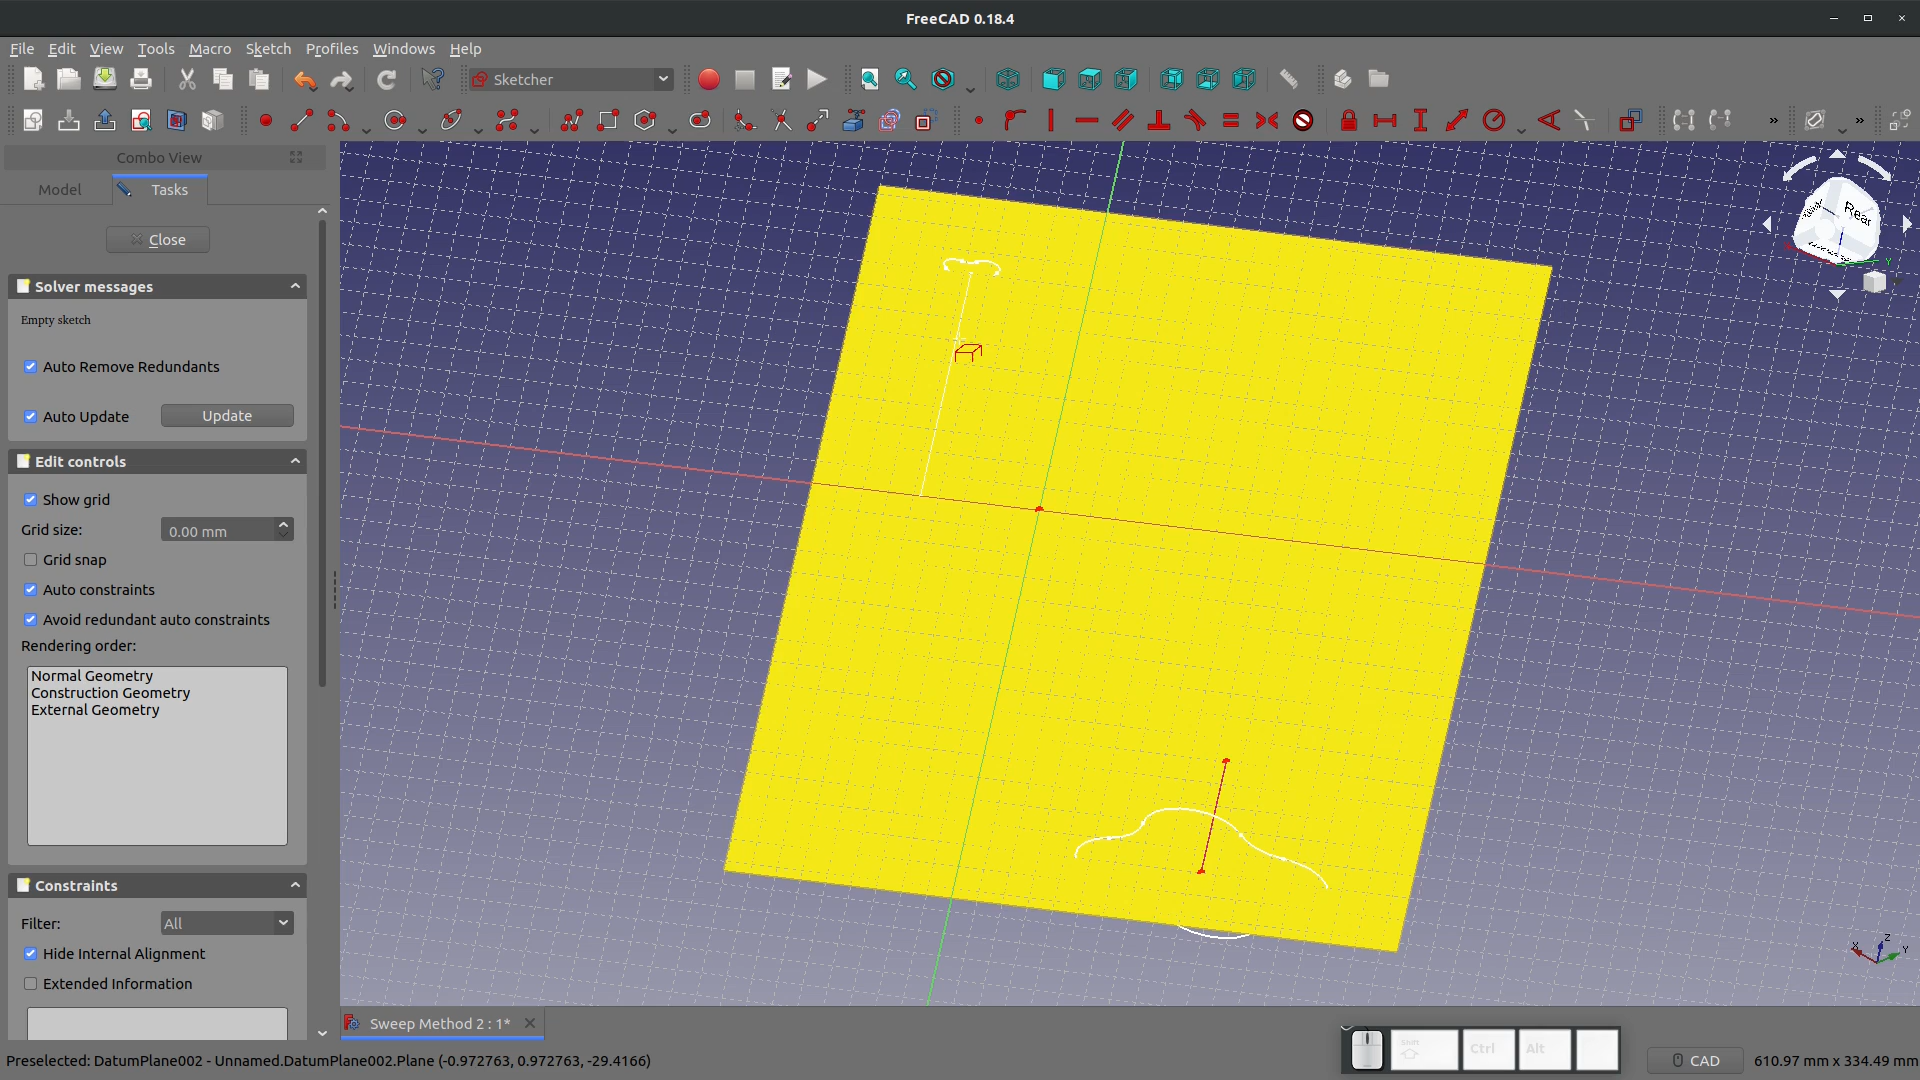 FreeCAD 0.18.4
File Edit View Tools Macro Sketch Profiles Windows Help
Sketcher
Combo View
Model Tasks
Close
Solver messages
Empty sketch
Auto Remove Redundants
Auto Update Update
Edit controls
Show grid
Grid size: 0.00 mm
Grid snap
Auto constraints
Avoid redundant auto constraints
Rendering order:
Normal Geometry
Construction Geometry
External Geometry
Constraints
Filter: All
Hide Internal Alignment
Extended Information
Rear
Y
X Z Y
Sweep Method 2 : 1*
Shift Ctrl Alt
Preselected: DatumPlane002 - Unnamed.DatumPlane002.Plane (-0.972763, 0.972763, -29.4166)
CAD 610.97 mm x 334.49 mm